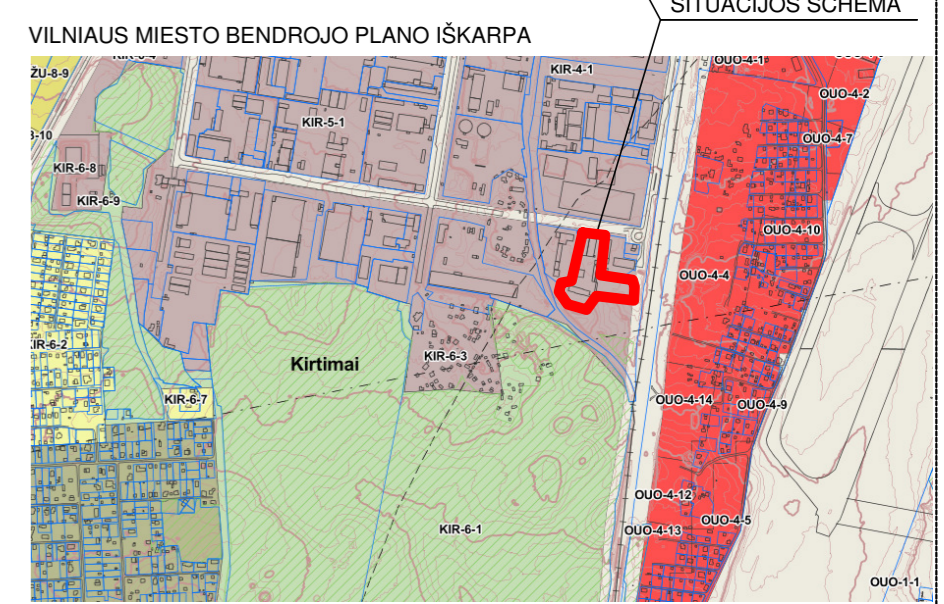 SITUACIJOS SCHEMA
VILNIAUS MIESTO BENDROJO PLANO IŠKARPA
ŽU-8-9
KIR-4-1
OUO-4-1
OUO-4-2
KIR-5-1
OUO-4-7
KIR-6-8
KIR-6-9
OUO-4-10
OUO-4-4
KIR-6-2
Kirtimai
KIR-6-3
KIR-6-7
OUO-4-14
OUO-4-9
OUO-4-12
OUO-4-5
KIR-6-1
OUO-4-13
OUO-1-1